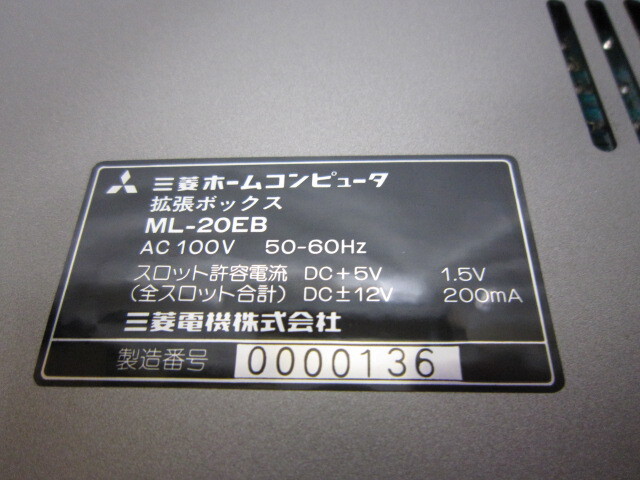 三菱ホームコンピュータ
拡張ボックス
ML-20EB
AC 100V 50-60Hz
スロット許容電流 DC+5V 1.5V
(全スロット合計) DC±12V 200mA
三菱電機株式会社
製造番号 0000136